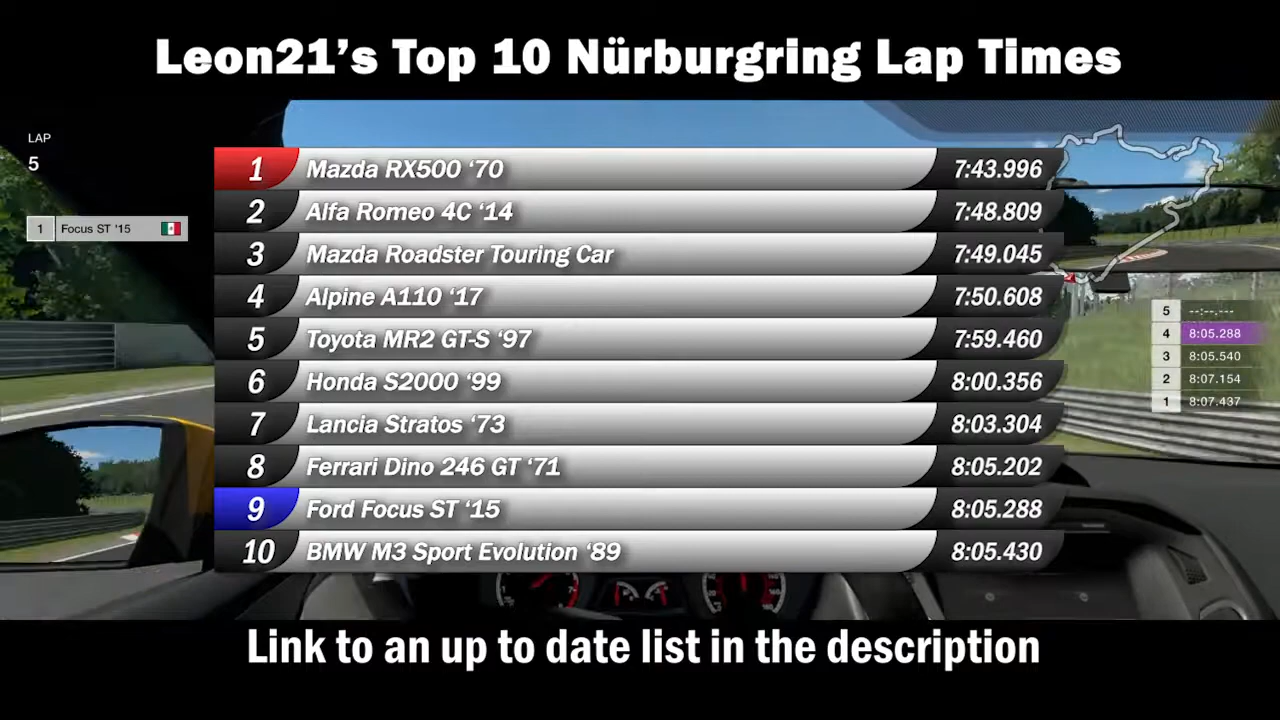 Leon21’s Top 10 Nürburgring Lap Times
LAP
5
1 Focus ST '15
1 Mazda RX500 ‘70 7:43.996
2 Alfa Romeo 4C ‘14 7:48.809
3 Mazda Roadster Touring Car 7:49.045
4 Alpine A110 ‘17 7:50.608
5 Toyota MR2 GT-S ‘97 7:59.460
6 Honda S2000 ‘99 8:00.356
7 Lancia Stratos ‘73 8:03.304
8 Ferrari Dino 246 GT ‘71 8:05.202
9 Ford Focus ST ‘15 8:05.288
10 BMW M3 Sport Evolution ‘89 8:05.430
5 --:--.---
4 8:05.288
3 8:05.540
2 8:07.154
1 8:07.437
Link to an up to date list in the description